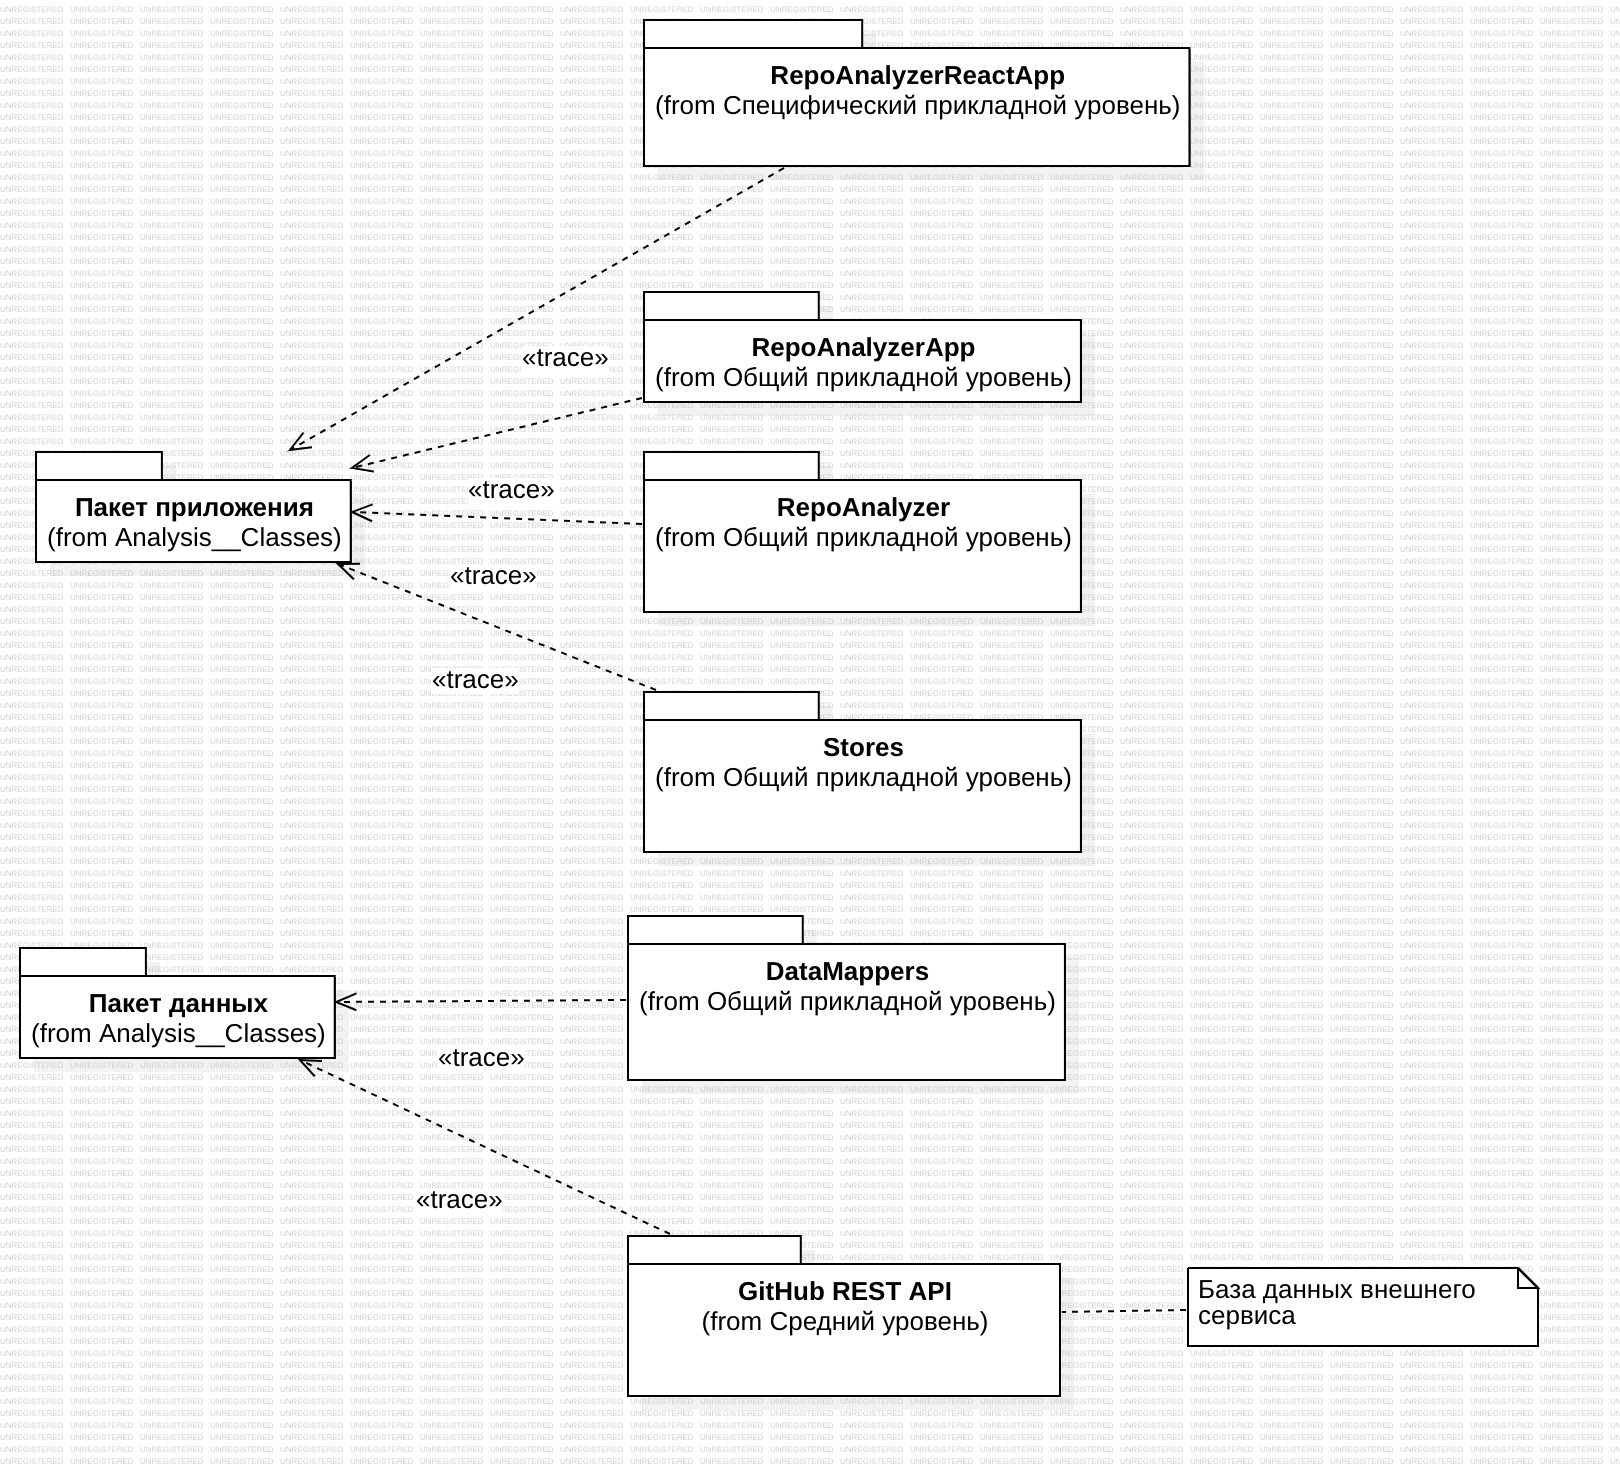 RepoAnalyzerReactApp
(from Специфический прикладной уровень)
RepoAnalyzerApp
(from Общий прикладной уровень)
«trace»
Пакет приложения
(from Analysis__Classes)
«trace»
RepoAnalyzer
(from Общий прикладной уровень)
«trace»
«trace»
Stores
(from Общий прикладной уровень)
DataMappers
(from Общий прикладной уровень)
Пакет данных
(from Analysis__Classes)
«trace»
«trace»
GitHub REST API
(from Средний уровень)
База данных внешнего
сервиса
UNREGISTERED